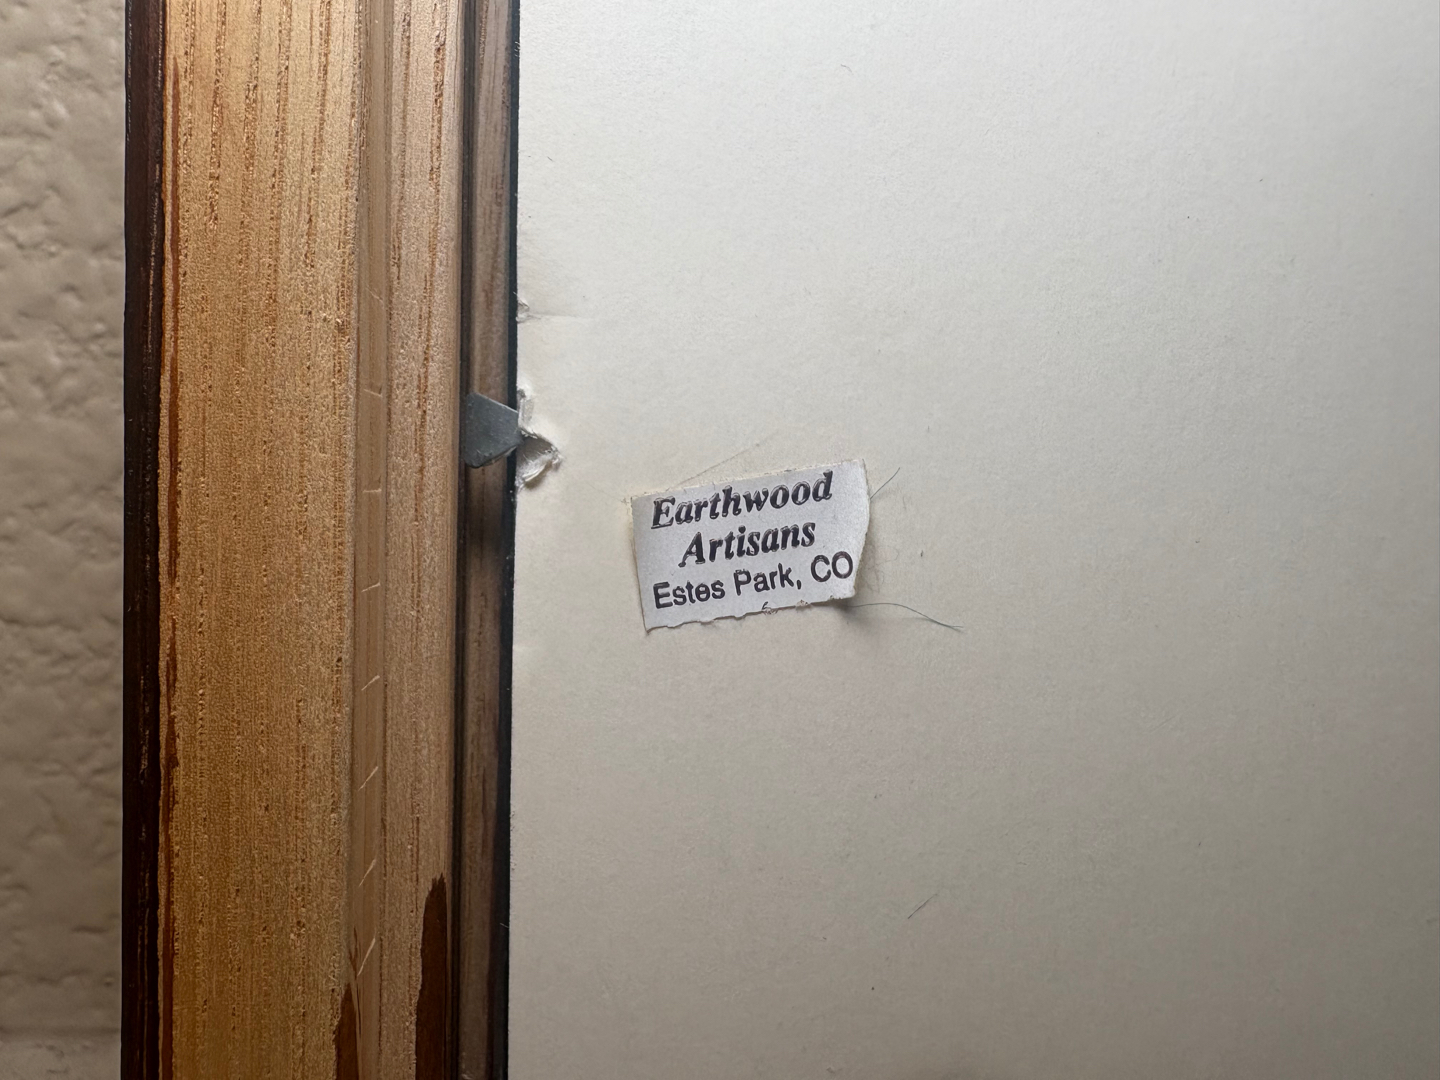 Earthwood
Artisans
Estes Park, CO